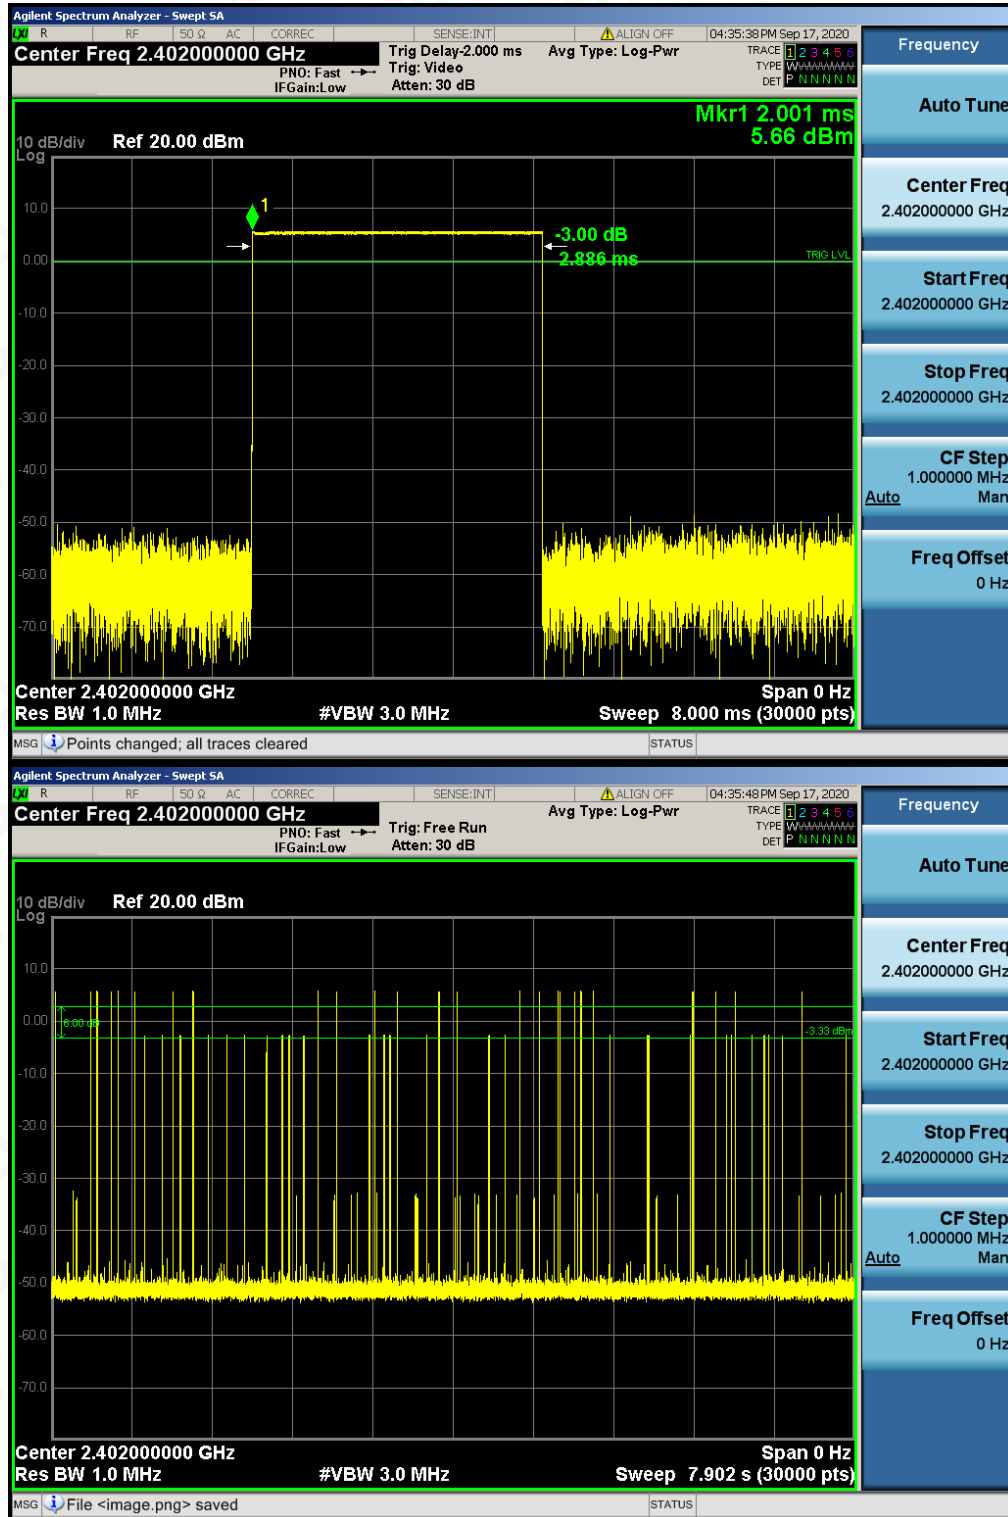 Agilent Spectrum Analyzer - Swept SA
LXI R RF 50 Ω AC CORREC SENSE:INT ALIGN OFF 04:35:38 PM Sep 17, 2020
Center Freq 2.402000000 GHz
PNO: Fast
IFGain:Low
Trig Delay-2.000 ms
Trig: Video
Atten: 30 dB
Avg Type: Log-Pwr
TRACE 1 2 3 4 5 6
TYPE
DET P N N N N N
Frequency
Auto Tune
Mkr1 2.001 ms
5.66 dBm
10 dB/div Ref 20.00 dBm
Log
10.0
0.00
-10.0
-20.0
-30.0
-40.0
-50.0
-60.0
-70.0
1
-3.00 dB
2.886 ms
TRIG LVL
Center Freq
2.402000000 GHz
Start Freq
2.402000000 GHz
Stop Freq
2.402000000 GHz
CF Step
1.000000 MHz
Auto Man
Freq Offset
0 Hz
Center 2.402000000 GHz Span 0 Hz
Res BW 1.0 MHz #VBW 3.0 MHz Sweep 8.000 ms (30000 pts)
MSG Points changed; all traces cleared STATUS
Agilent Spectrum Analyzer - Swept SA
LXI R RF 50 Ω AC CORREC SENSE:INT ALIGN OFF 04:35:48 PM Sep 17, 2020
Center Freq 2.402000000 GHz
PNO: Fast
IFGain:Low
Trig: Free Run
Atten: 30 dB
Avg Type: Log-Pwr
TRACE 1 2 3 4 5 6
TYPE
DET P N N N N N
Frequency
Auto Tune
10 dB/div Ref 20.00 dBm
Log
10.0
0.00
-10.0
-20.0
-30.0
-40.0
-50.0
-60.0
-70.0
6.00 dB
-3.33 dBm
Center Freq
2.402000000 GHz
Start Freq
2.402000000 GHz
Stop Freq
2.402000000 GHz
CF Step
1.000000 MHz
Auto Man
Freq Offset
0 Hz
Center 2.402000000 GHz Span 0 Hz
Res BW 1.0 MHz #VBW 3.0 MHz Sweep 7.902 s (30000 pts)
MSG File <image.png> saved STATUS